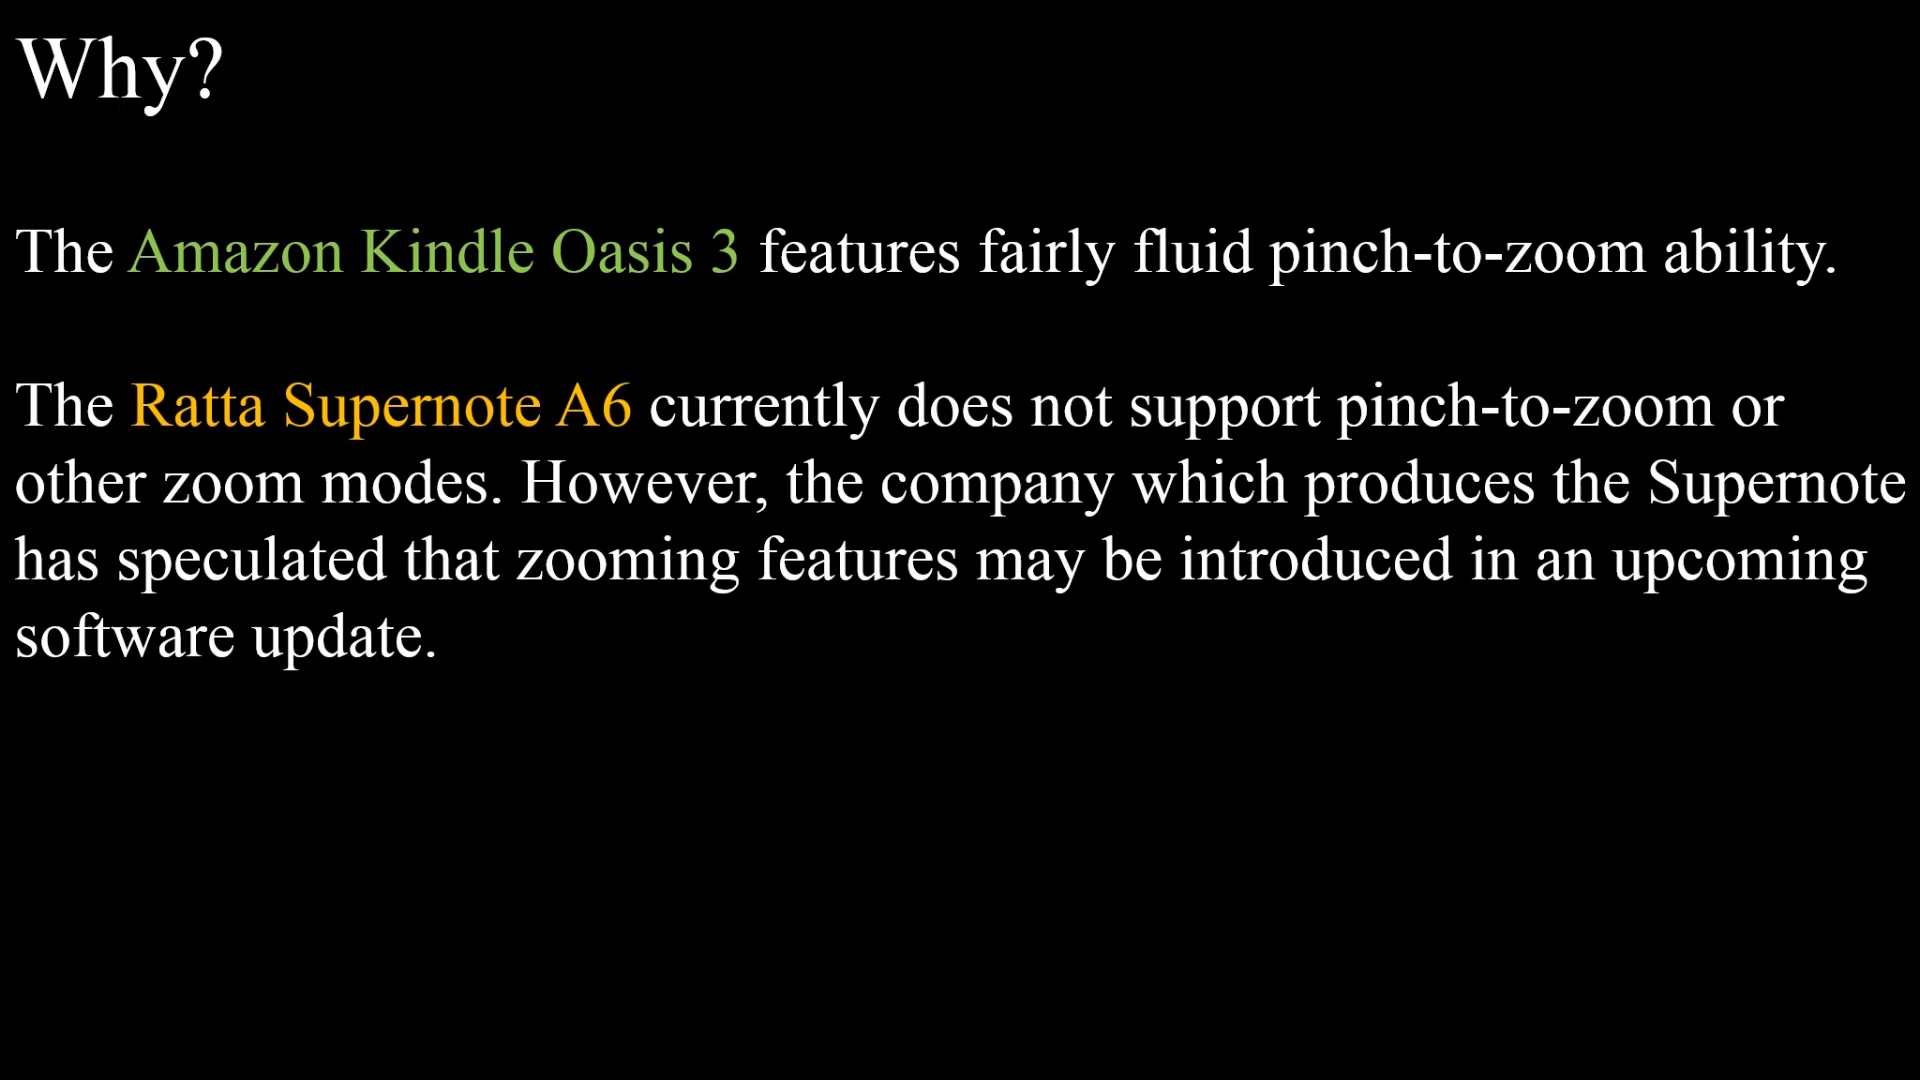 Why?
The Amazon Kindle Oasis 3 features fairly fluid pinch-to-zoom ability.
The Ratta Supernote A6 currently does not support pinch-to-zoom or
other zoom modes. However, the company which produces the Supernote
has speculated that zooming features may be introduced in an upcoming
software update.